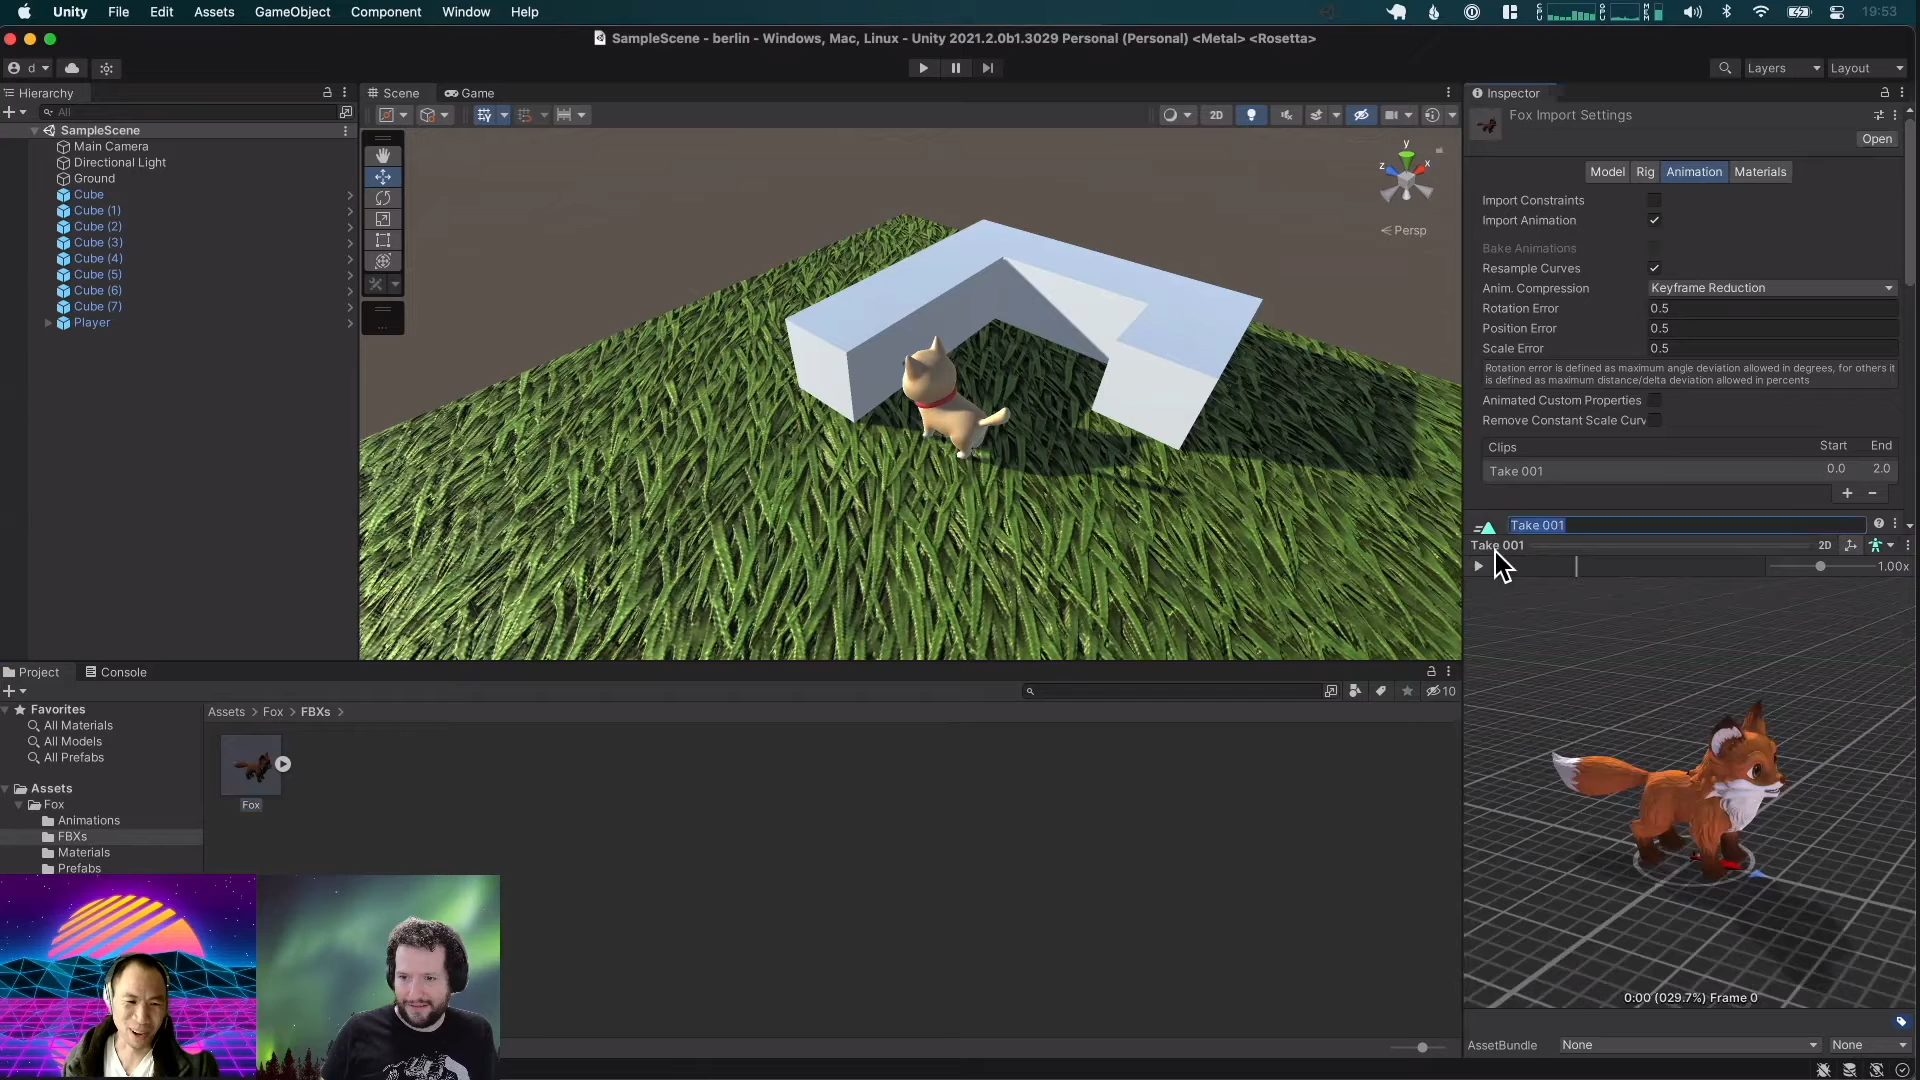 Unity File Edit Assets GameObject Component Window Help 19:53
SampleScene - berlin - Windows, Mac, Linux - Unity 2021.2.0b1.3029 Personal (Personal) <Metal> <Rosetta>
d Layers Layout
Hierarchy
All
SampleScene
Main Camera
Directional Light
Ground
Cube
Cube (1)
Cube (2)
Cube (3)
Cube (4)
Cube (5)
Cube (6)
Cube (7)
Player
Scene Game
2D
y
z x
Persp
Inspector
Fox Import Settings
Open
Model Rig Animation Materials
Import Constraints
Import Animation
Bake Animations
Resample Curves
Anim. Compression Keyframe Reduction
Rotation Error 0.5
Position Error 0.5
Scale Error 0.5
Rotation error is defined as maximum angle deviation allowed in degrees, for others it
is defined as maximum distance/delta deviation allowed in percents
Animated Custom Properties
Remove Constant Scale Curv
Clips Start End
Take 001 0.0 2.0
Take 001
Take 001 2D
1.00x
0:00 (029.7%) Frame 0
AssetBundle None None
Project Console
10
Favorites
All Materials
All Models
All Prefabs
Assets
Fox
Animations
FBXs
Materials
Prefabs
Assets > Fox > FBXs >
Fox